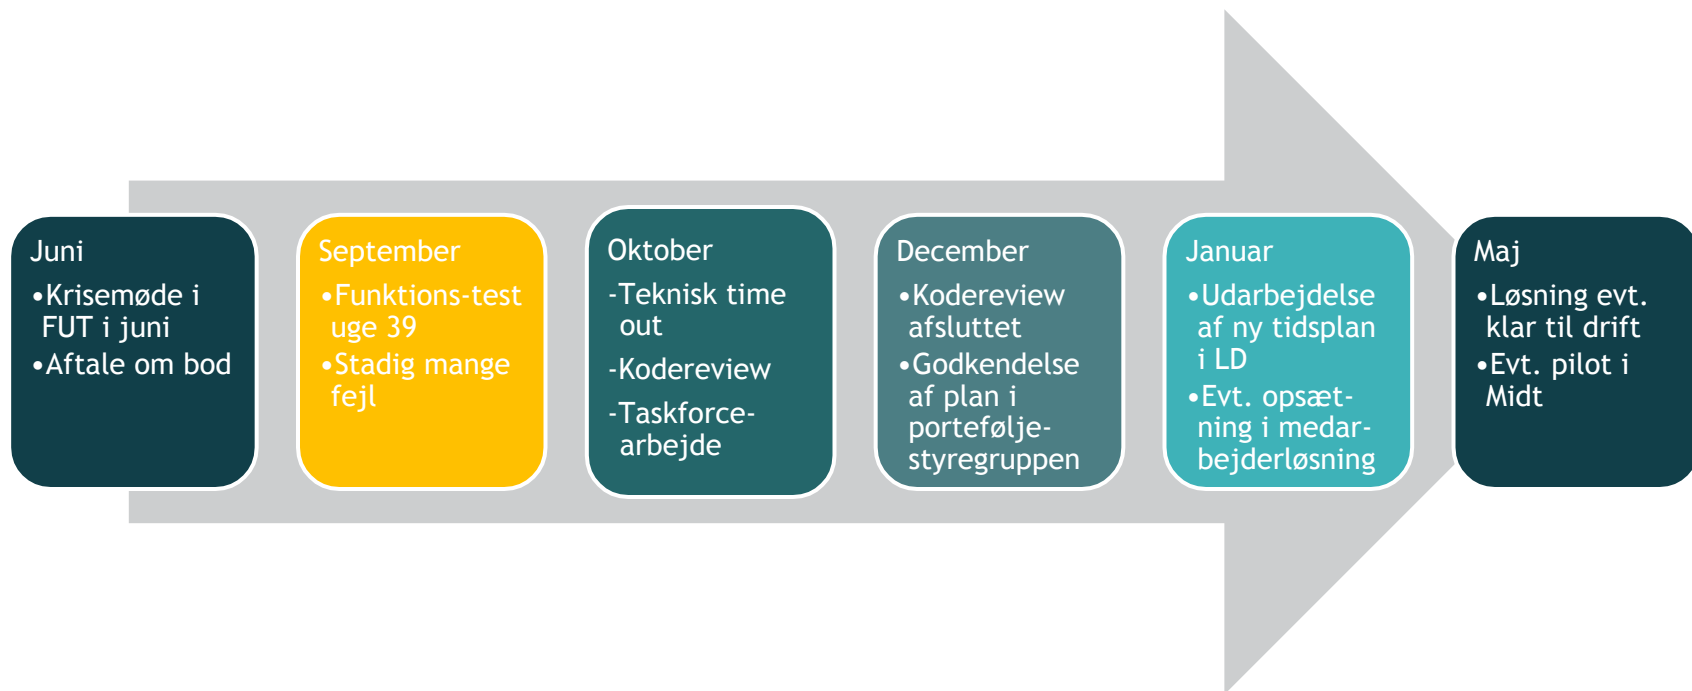 Juni
•Krisemøde i
FUT i juni
•Aftale om bod
September
•Funktions-test
uge 39
•Stadig mange
fejl
Oktober
-Teknisk time
out
-Kodereview
-Taskforce-
arbejde
December
•Kodereview
afsluttet
•Godkendelse
af plan i
portefølje-
styregruppen
Januar
•Udarbejdelse
af ny tidsplan
i LD
•Evt. opsæt-
ning i medar-
bejderløsning
Maj
•Løsning evt.
klar til drift
•Evt. pilot i
Midt